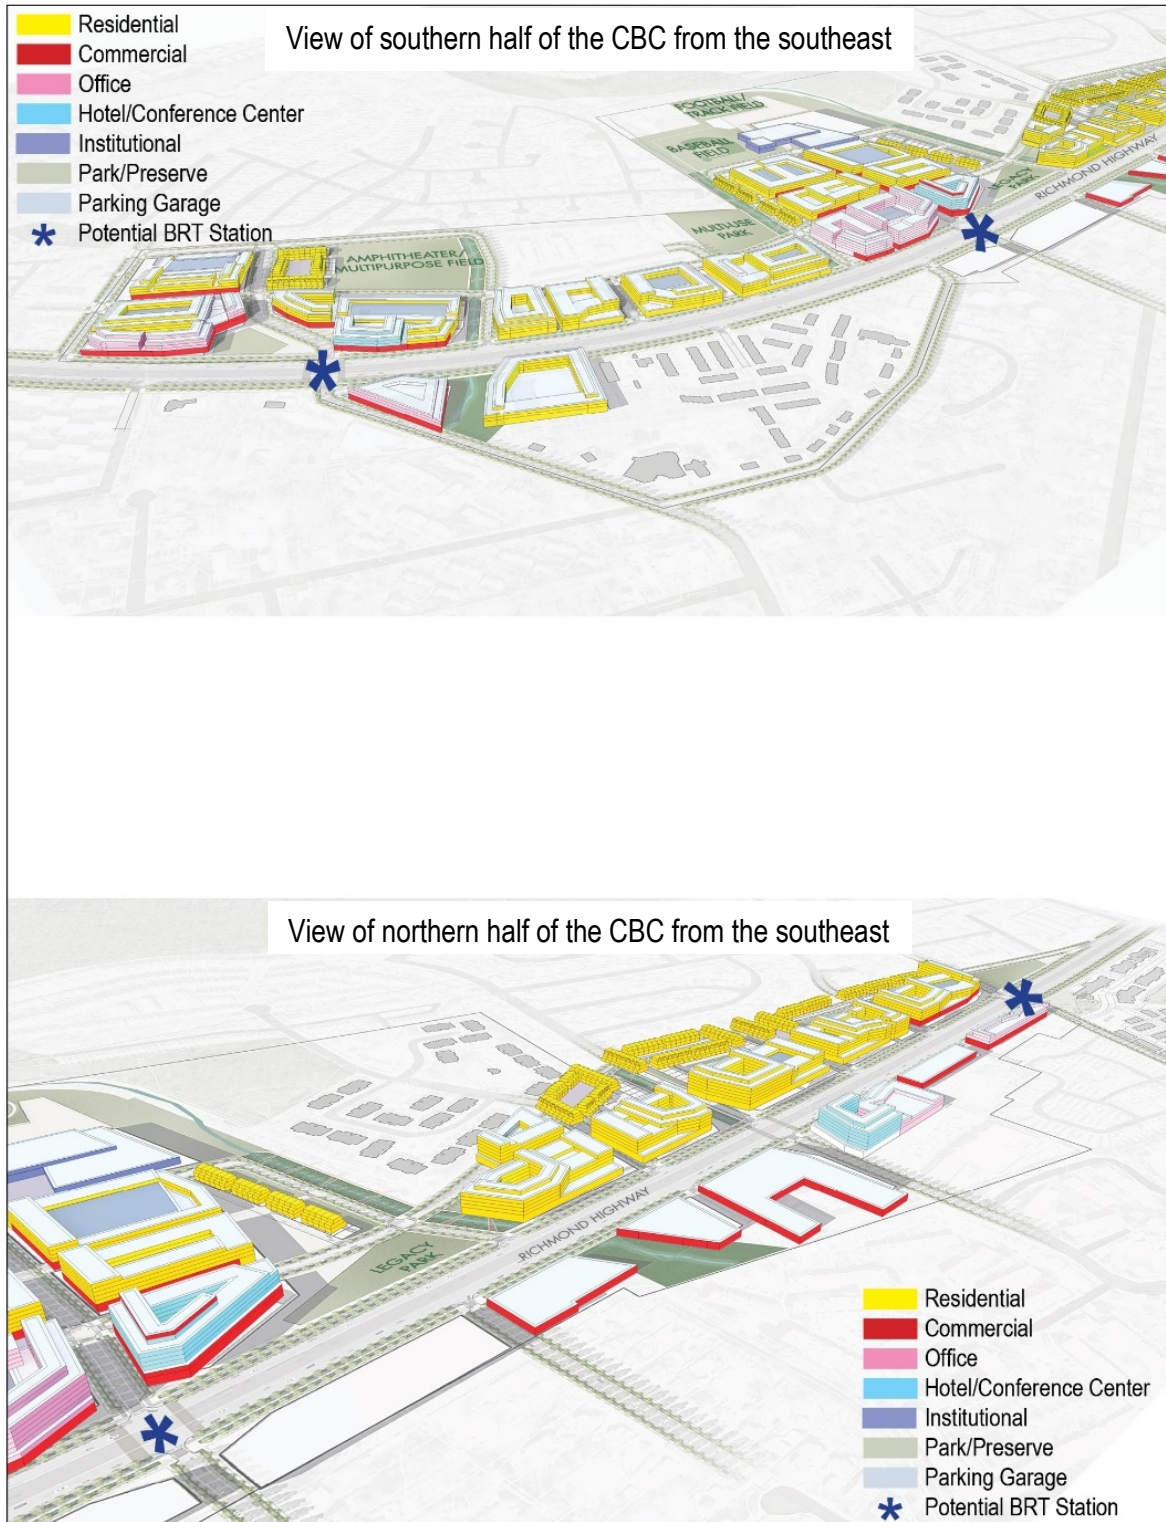 Residential
Commercial
Office
Hotel/Conference Center
Institutional
Park/Preserve
Parking Garage
Potential BRT Station
View of southern half of the CBC from the southeast
FOOTBALL/
TRACK FIELD
BASEBALL
FIELD
MULTIUSE
PARK
LEGACY
PARK
RICHMOND HIGHWAY
AMPHITHEATER/
MULTIPURPOSE FIELD
View of northern half of the CBC from the southeast
RICHMOND HIGHWAY
LEGACY
PARK
Residential
Commercial
Office
Hotel/Conference Center
Institutional
Park/Preserve
Parking Garage
Potential BRT Station